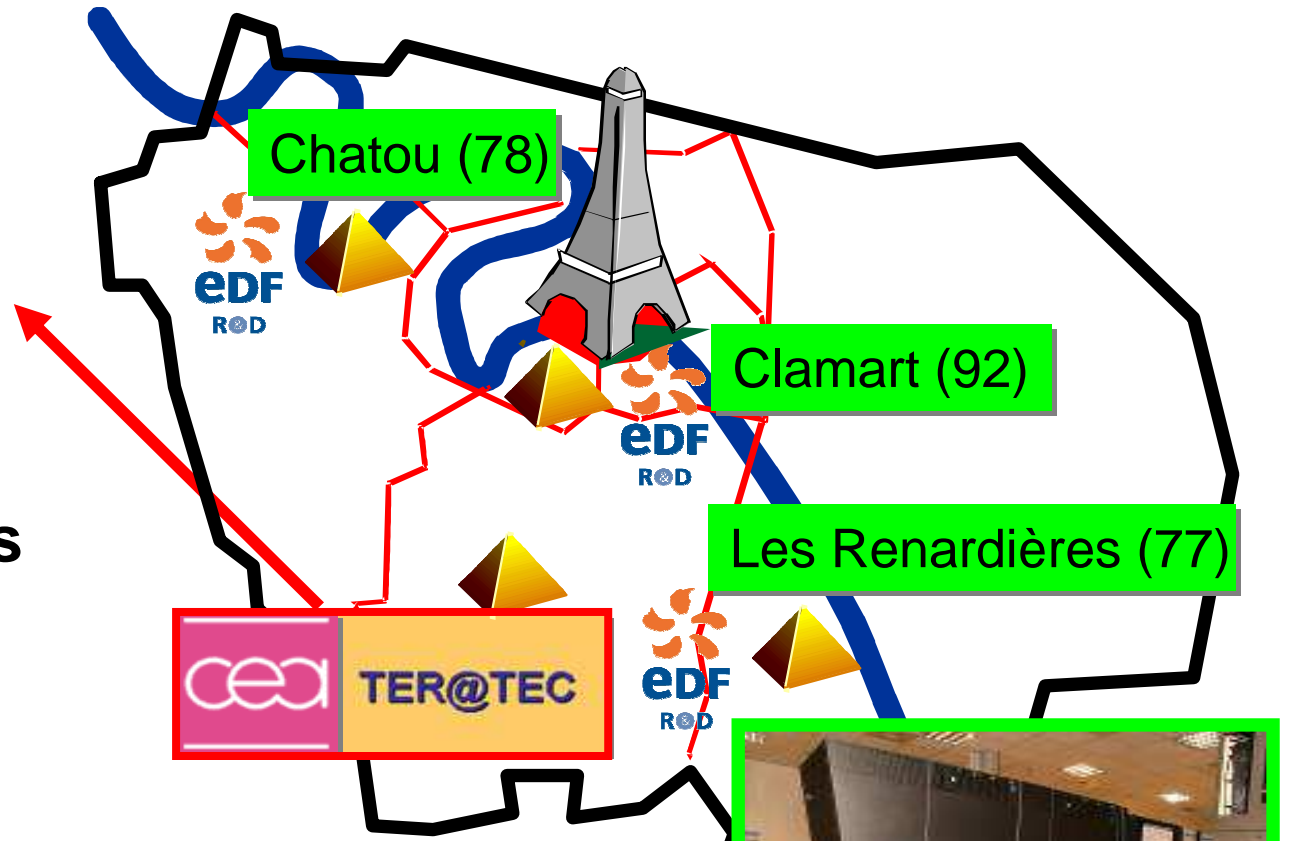 Chatou (78)
eDF
R&D
Clamart (92)
eDF
R&D
s
Les Renardières (77)
cea
TER@TEC
eDF
R&D